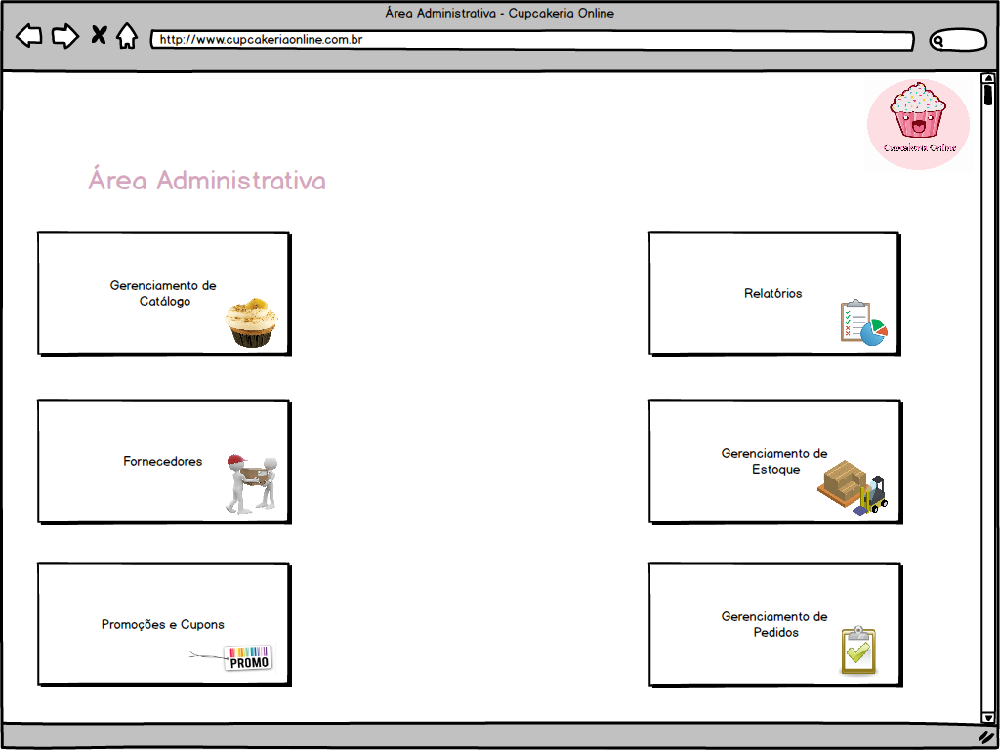 Área Administrativa - Cupcakeria Online
http://www.cupcakeriaonline.com.br
Cupcakeria Online
Área Administrativa
Gerenciamento de
Catálogo
Relatórios
Fornecedores
Gerenciamento de
Estoque
Promoções e Cupons
PROMO
Gerenciamento de
Pedidos